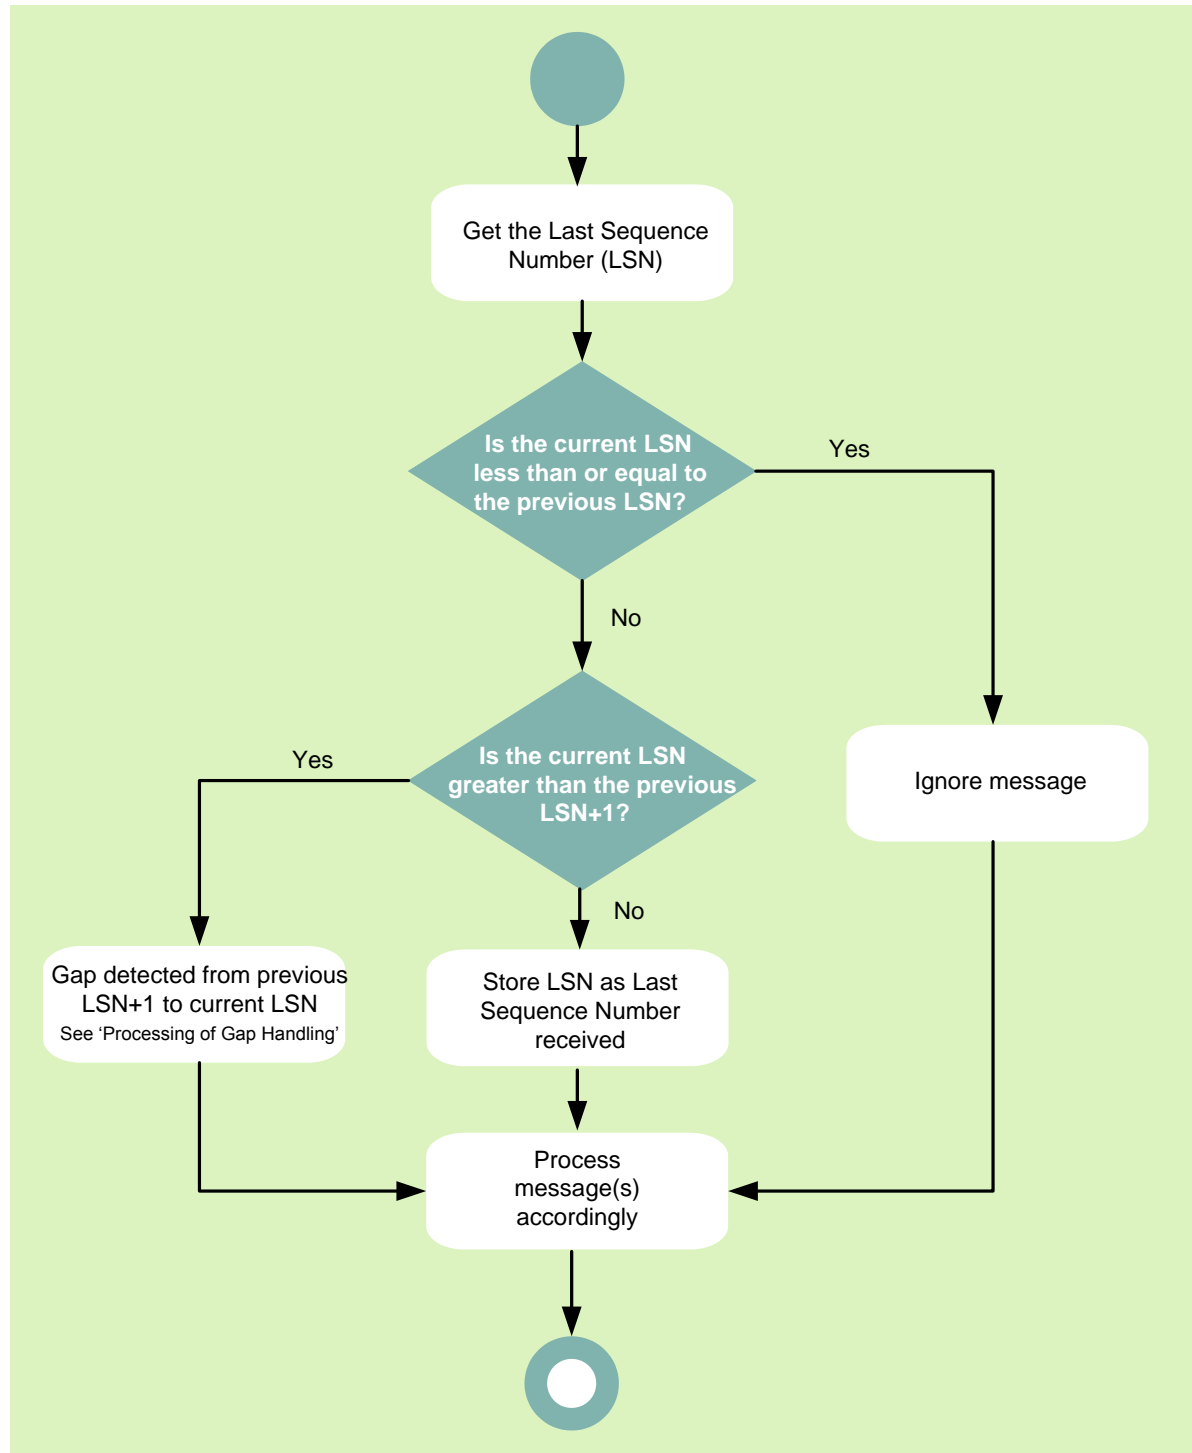 Get the Last Sequence
Number (LSN)
Is the current LSN
less than or equal to
the previous LSN?
Yes
No
Is the current LSN
greater than the previous
LSN+1?
Yes
Ignore message
No
Gap detected from previous
LSN+1 to current LSN
See ‘Processing of Gap Handling’
Store LSN as Last
Sequence Number
received
Process
message(s)
accordingly